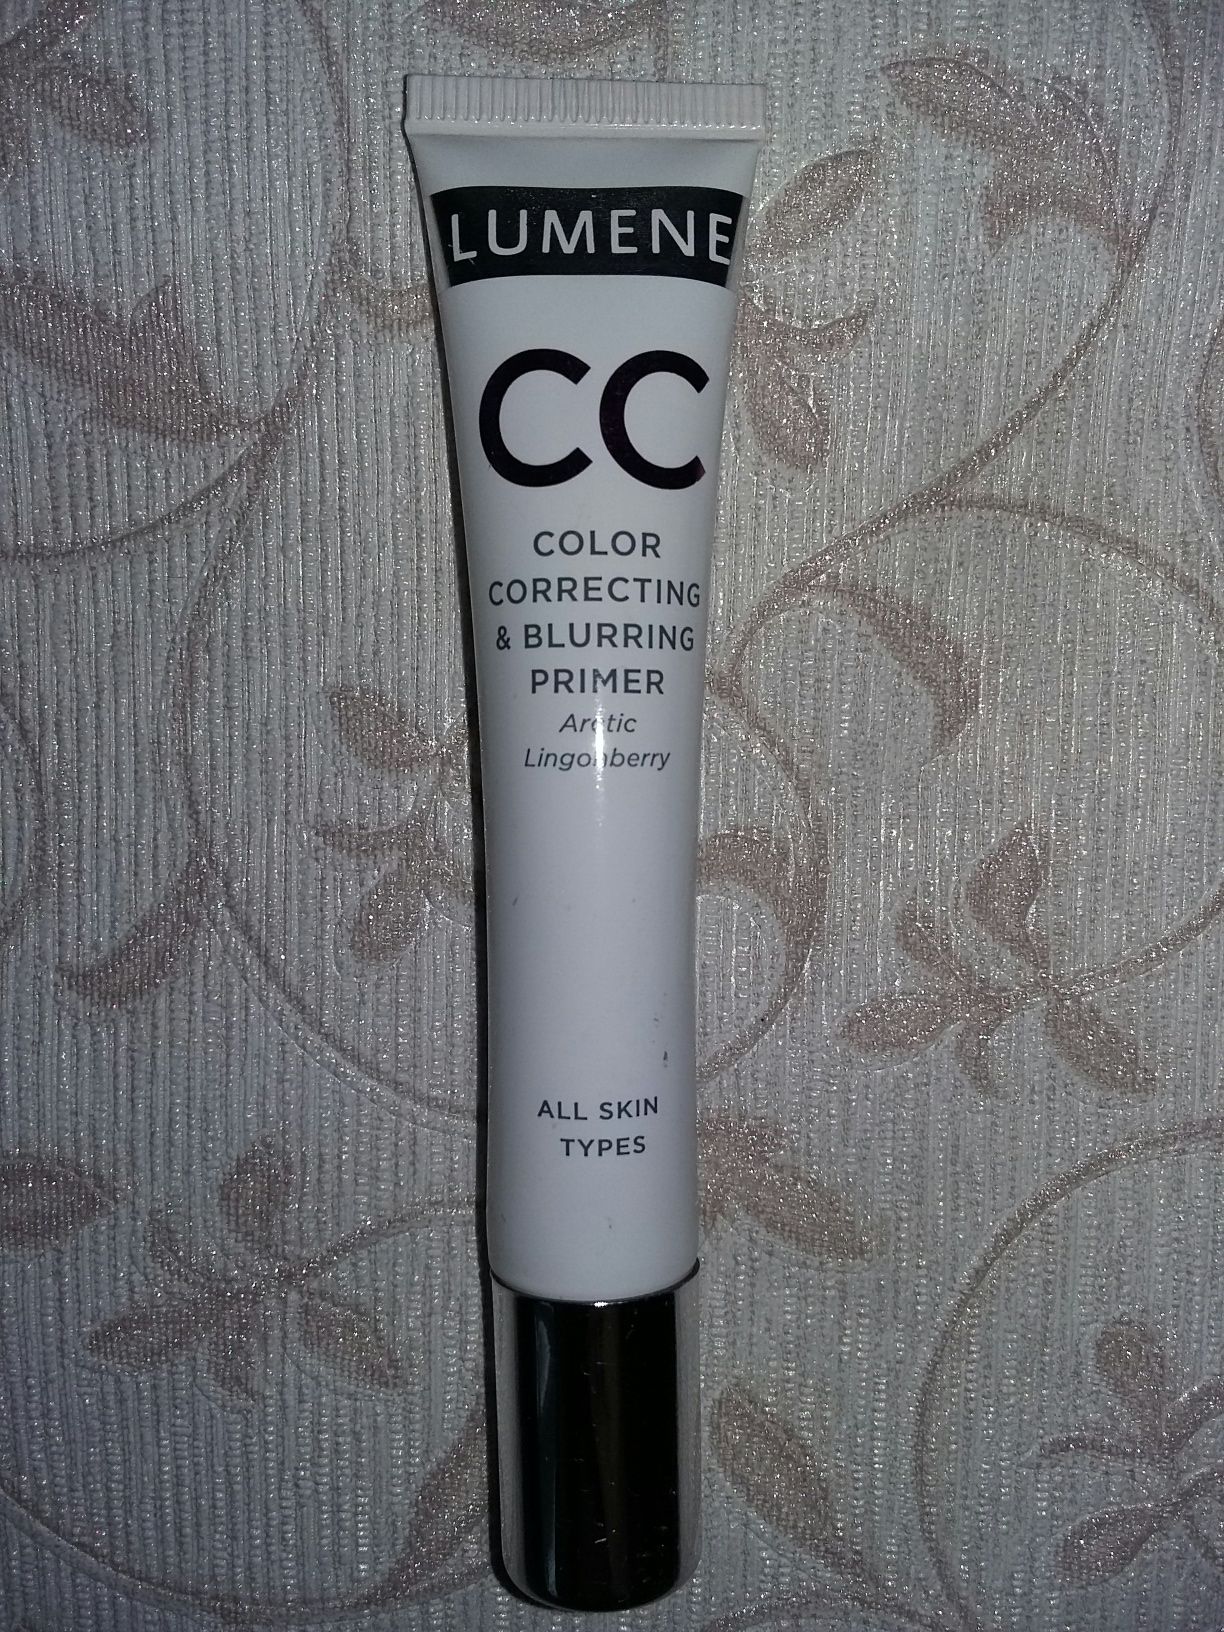 LUMENE
CC
COLOR
CORRECTING
& BLURRING
PRIMER
Arctic
Lingonberry
ALL SKIN
TYPES